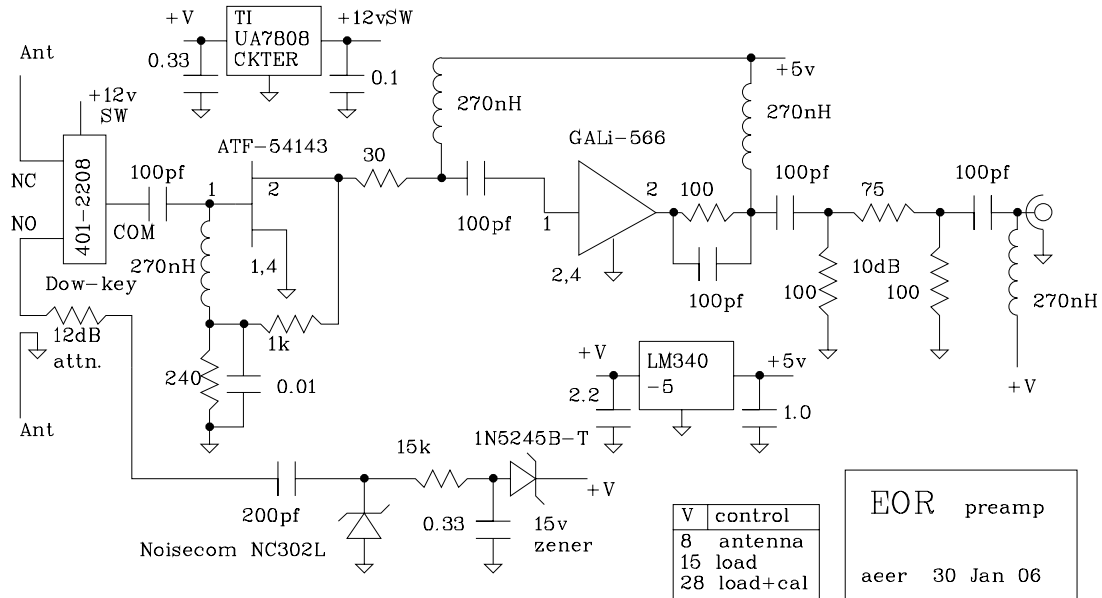 +V
TI
UA7808
CKTER
+12vSW
0.33
0.1
Ant
+12v
SW
401-2208
NC
NO
COM
Dow-key
100pf
ATF-54143
1
2
1,4
270nH
30
270nH
+5v
270nH
100pf
GALi-566
1
2
2,4
100
100pf
100pf
75
100pf
100
10dB
100
270nH
+V
12dB
attn.
1k
240
0.01
Ant
+V
LM340
-5
+5v
2.2
1.0
200pf
15k
1N5245B-T
+V
0.33
15v
zener
Noisecom NC302L
V control
8 antenna
15 load
28 load+cal
EOR preamp
aeer 30 Jan 06